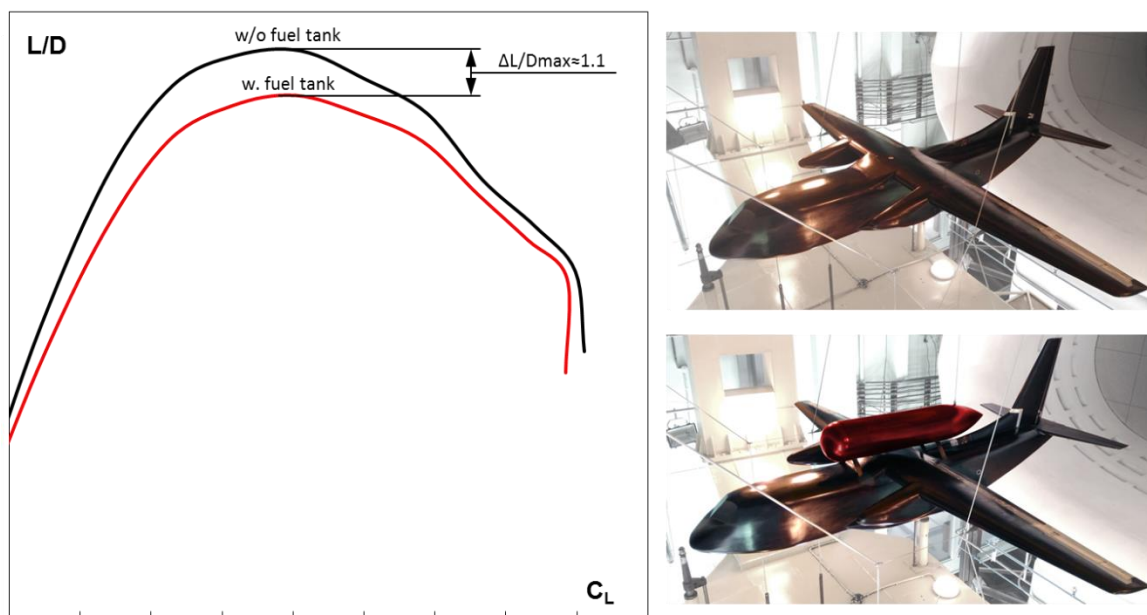 L/D
w/o fuel tank
ΔL/Dmax≈1.1
w. fuel tank
CL